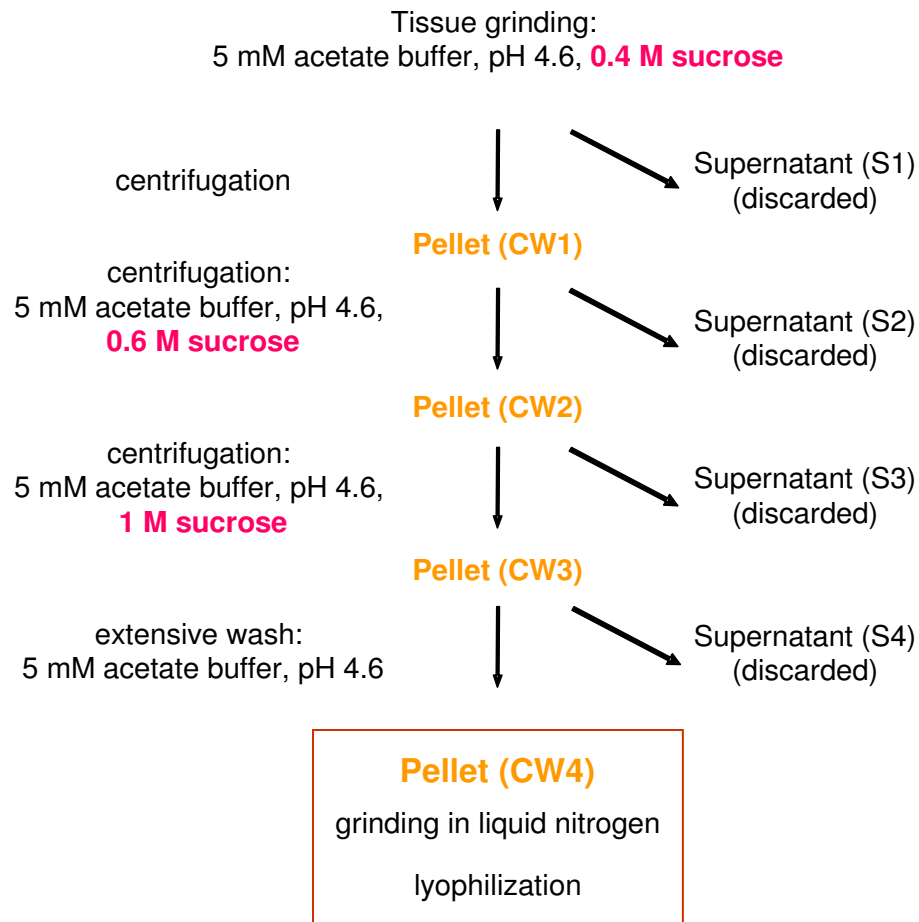 Tissue grinding:
5 mM acetate buffer, pH 4.6, 0.4 M sucrose
centrifugation
Supernatant (S1)
(discarded)
Pellet (CW1)
centrifugation:
5 mM acetate buffer, pH 4.6,
0.6 M sucrose
Supernatant (S2)
(discarded)
Pellet (CW2)
centrifugation:
5 mM acetate buffer, pH 4.6,
1 M sucrose
Supernatant (S3)
(discarded)
Pellet (CW3)
extensive wash:
5 mM acetate buffer, pH 4.6
Supernatant (S4)
(discarded)
Pellet (CW4)
grinding in liquid nitrogen
lyophilization